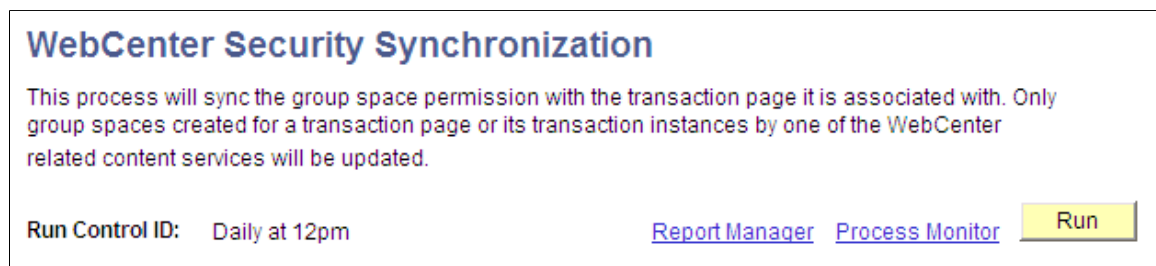 WebCenter Security Synchronization
This process will sync the group space permission with the transaction page it is associated with. Only
group spaces created for a transaction page or its transaction instances by one of the WebCenter
related content services will be updated.
Run Control ID: Daily at 12pm Report Manager Process Monitor Run